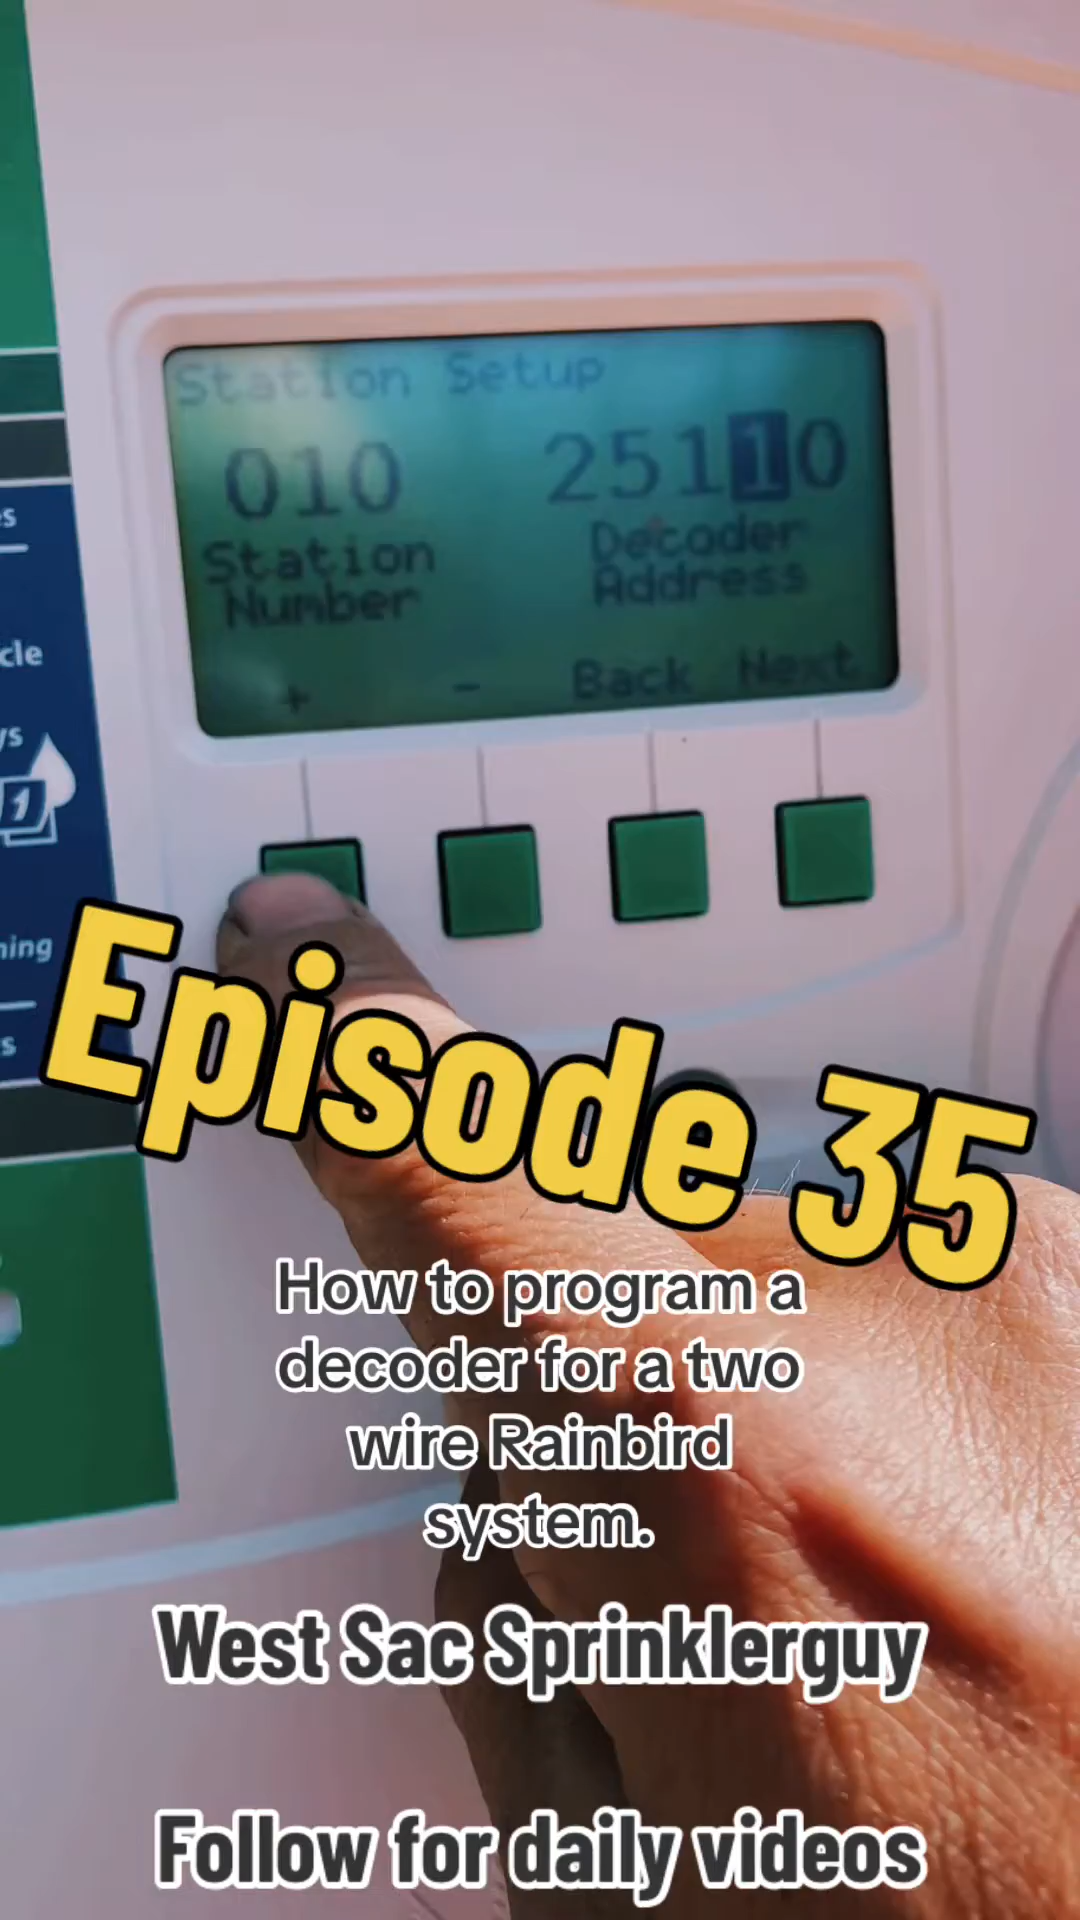 Station Setup
010 25110
Station Number
Decoder Address
+ - Back Next
1
Episode 35
How to program a
decoder for a two
wire Rainbird
system.
West Sac Sprinklerguy
Follow for daily videos